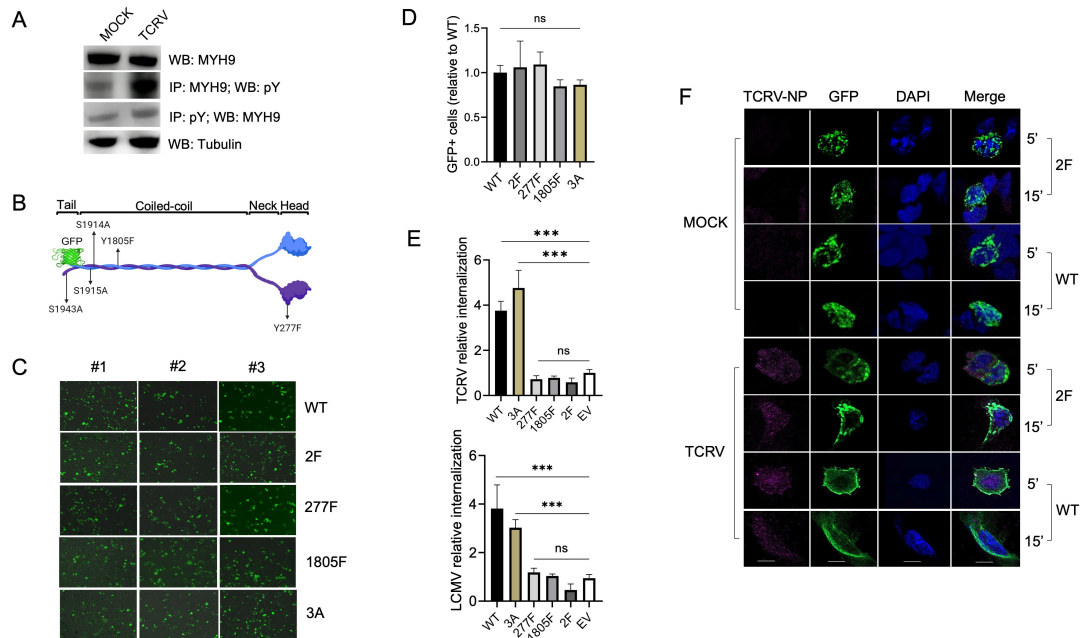 A
MOCK
TCRV
WB: MYH9
IP: MYH9; WB: pY
IP: pY; WB: MYH9
WB: Tubulin
B
Tail Coiled-coil Neck Head
S1914A
GFP
Y1805F
S1915A
S1943A
Y277F
C
#1 #2 #3
WT
2F
277F
1805F
3A
D
GFP+ cells (relative to WT)
ns
1.5
1.0
0.5
0.0
WT 2F 277F 1805F 3A
E
TCRV relative internalization
***
***
6
4
2
0
ns
WT 3A 277F 1805F 2F EV
LCMV relative internalization
6
4
2
0
***
***
ns
WT 3A 277F 1805F 2F EV
F
TCRV-NP GFP DAPI Merge
MOCK
5’
15’
2F
5’
15’
WT
TCRV
5’
15’
2F
5’
15’
WT